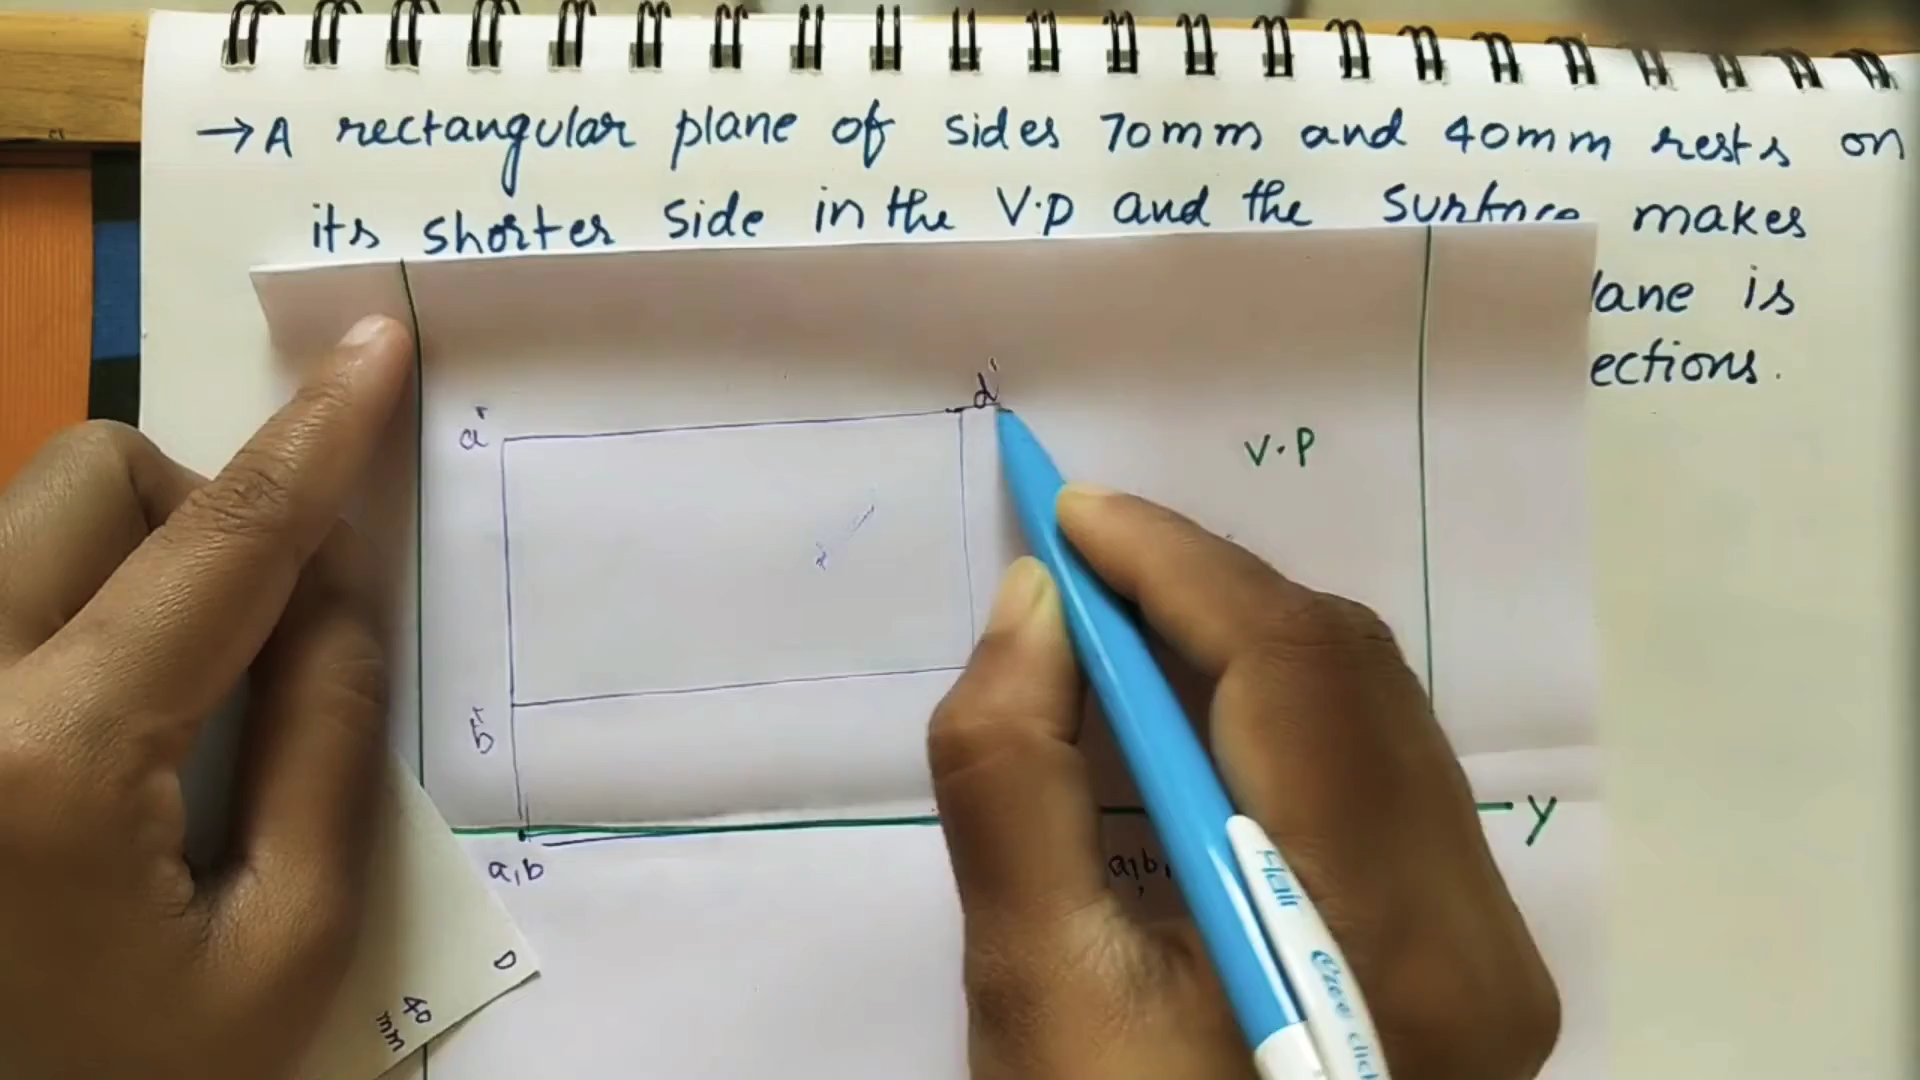 → A rectangular plane of sides 70mm and 40mm rests on
its shorter side in the V.P and the surface makes
lane is
ections.
a'
d'
V.P
b'
Y
a,b
a,b,
D
40
mm
Flair